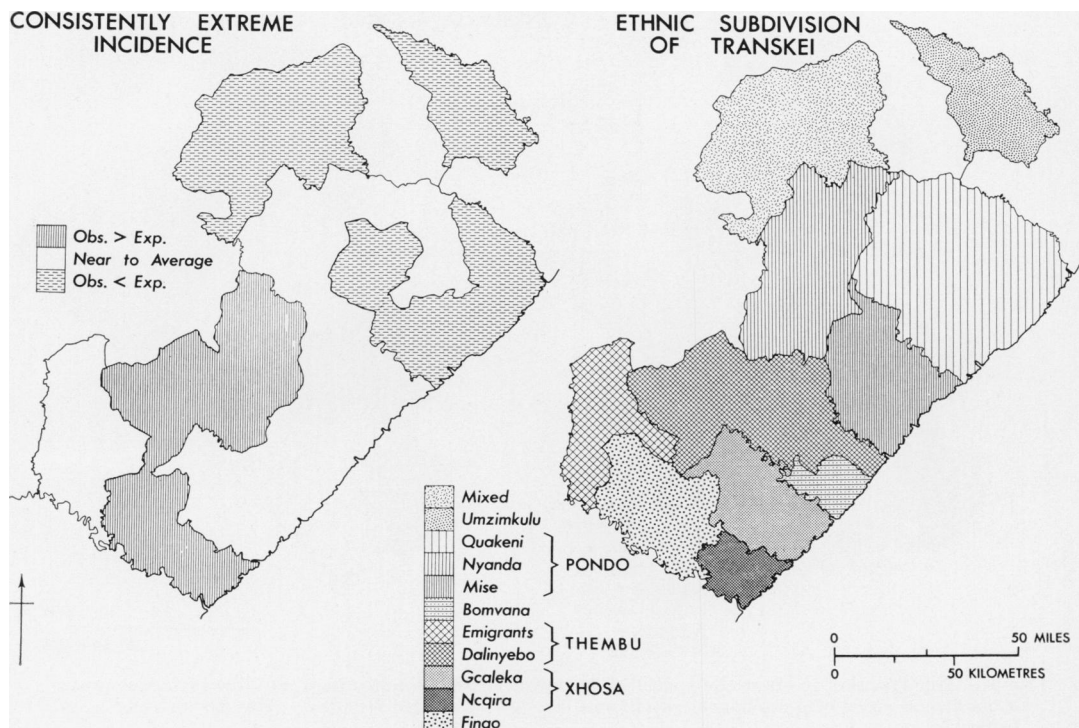 CONSISTENTLY EXTREME
INCIDENCE
Obs. > Exp.
Near to Average
Obs. < Exp.
ETHNIC SUBDIVISION
OF TRANSKEI
Mixed
Umzimkulu
Quakeni
Nyanda
Mise
PONDO
Bomvana
Emigrants
Dalinyebo
THEMBU
Gcaleka
Ncqira
XHOSA
Fingo
0 50 MILES
0 50 KILOMETRES